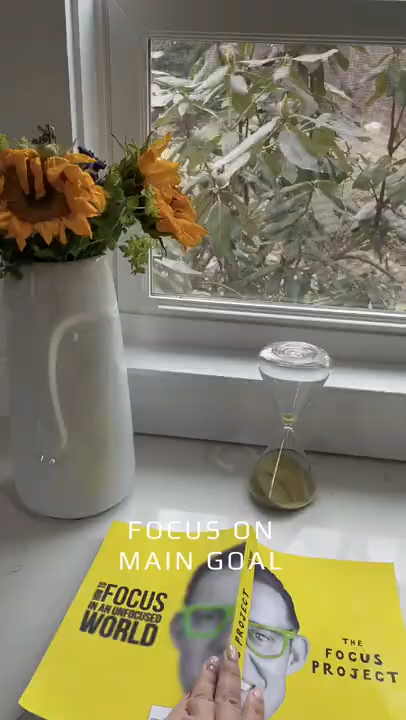 FOCUS ON
MAIN GOAL
FOCUS
IN AN UNFOCUSED
WORLD
S PROJECT
THE
FOCUS
PROJECT